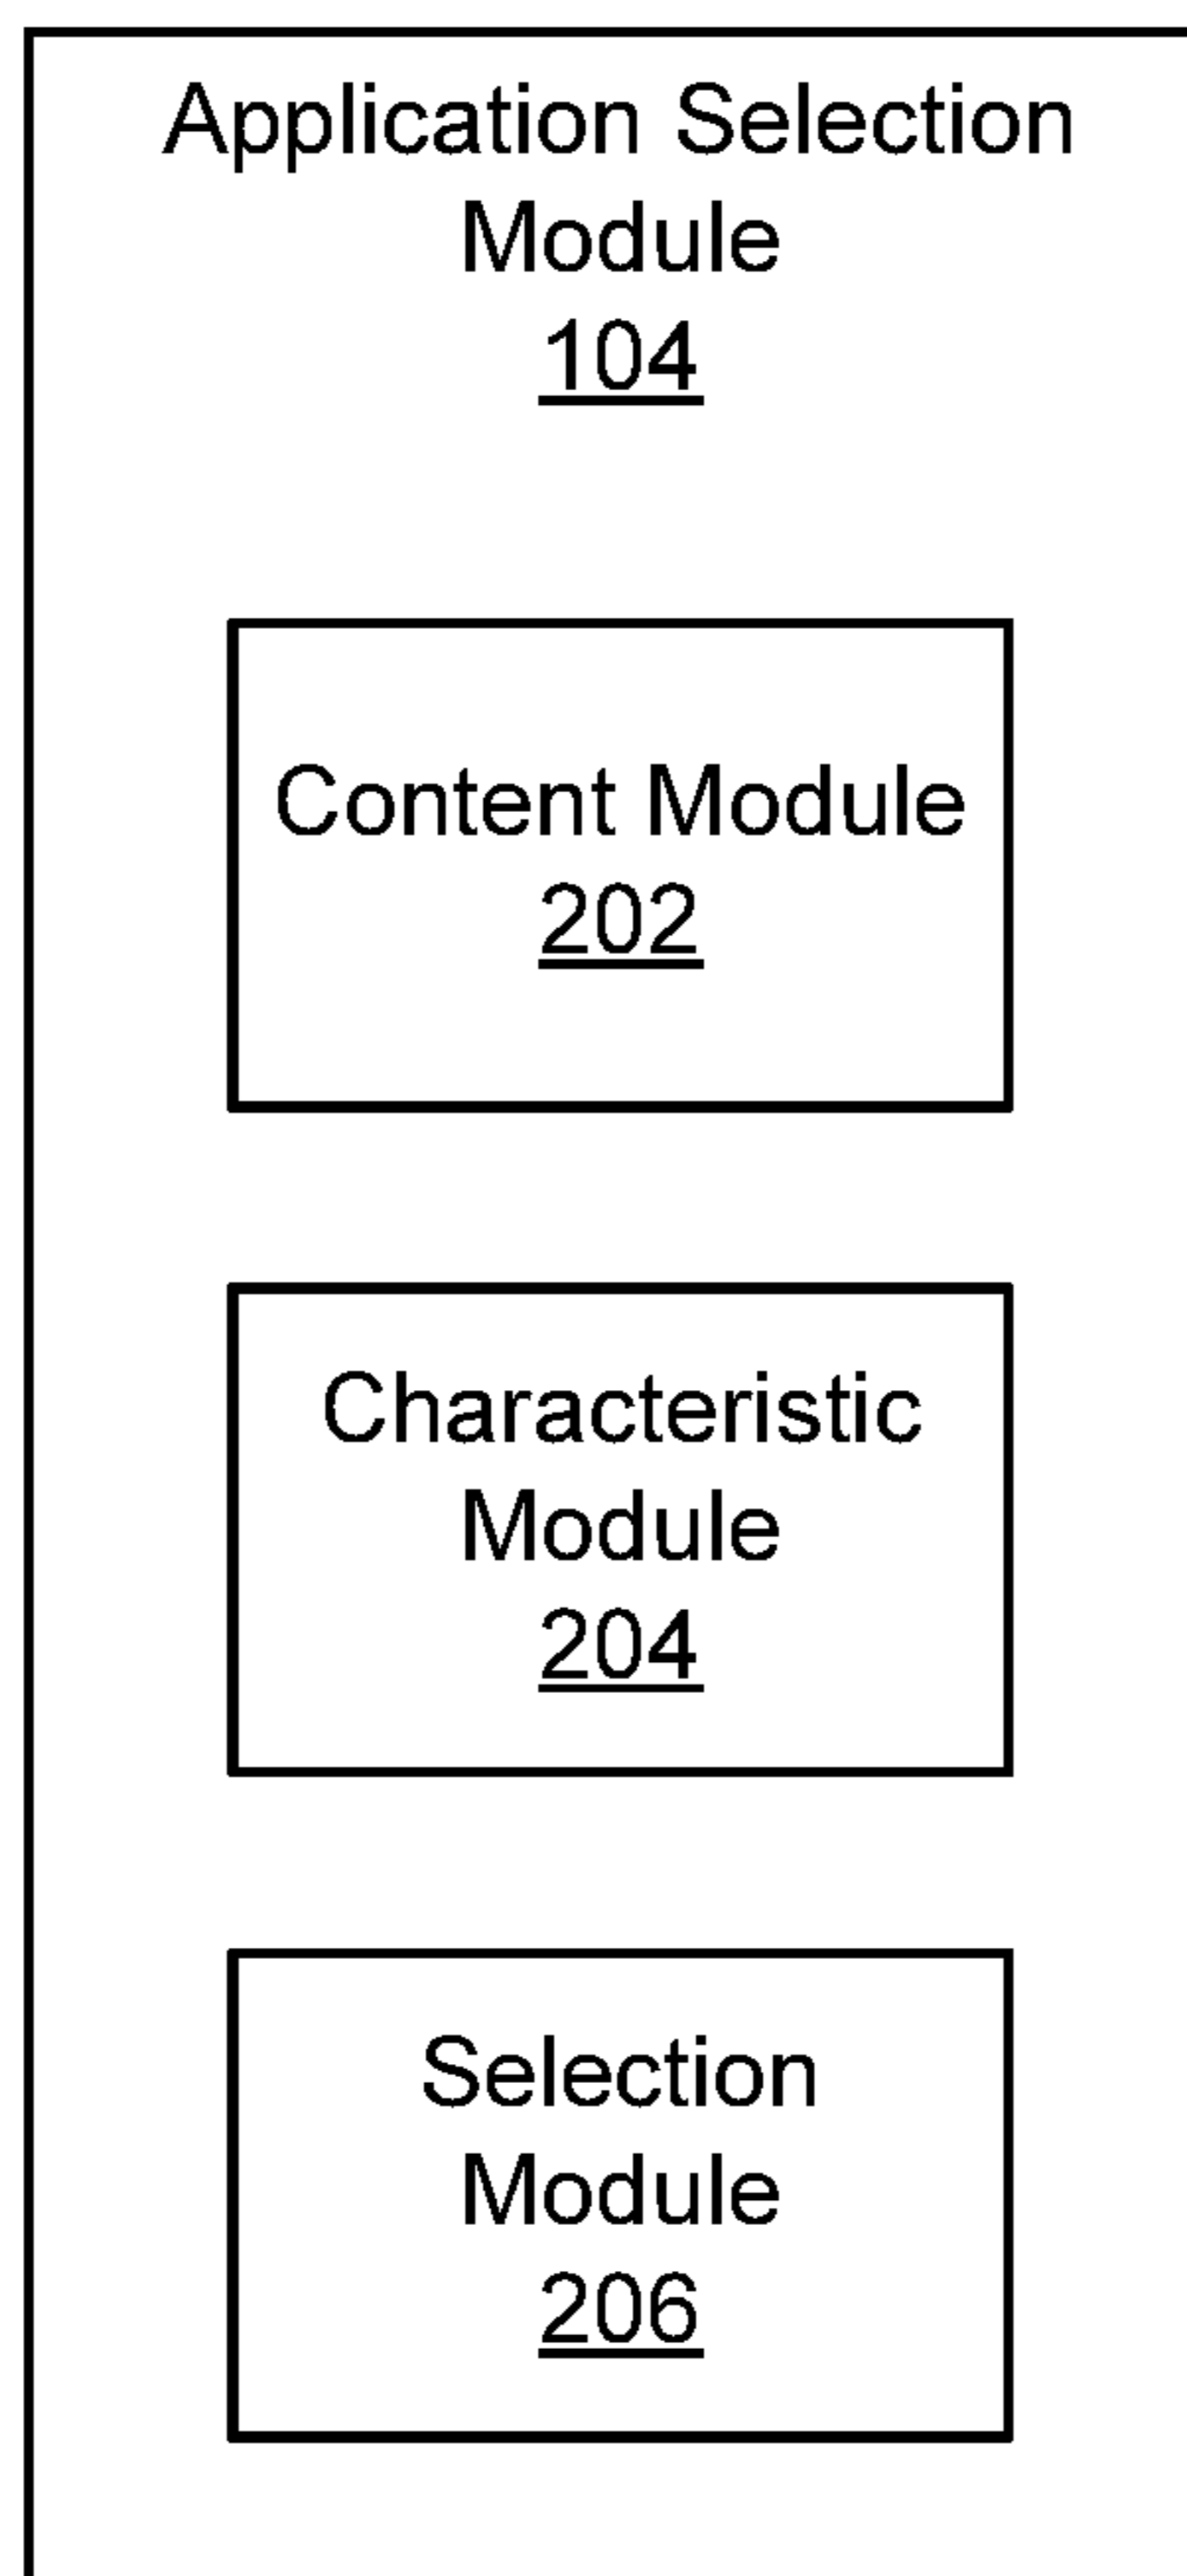 Application Selection
Module
104
Content Module
202
Characteristic
Module
204
Selection
Module
206